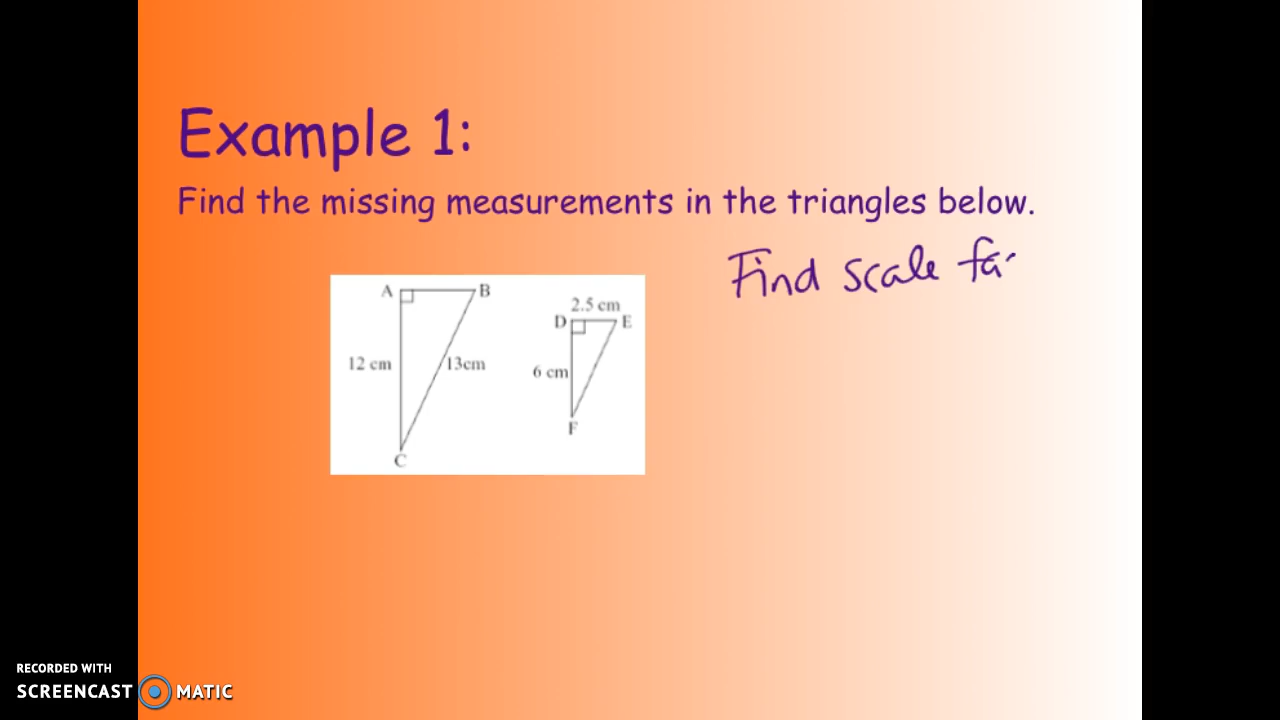 Example 1:
Find the missing measurements in the triangles below.
Find scale
A
B
12 cm
13cm
C
2.5 cm
D
E
6 cm
F
RECORDED WITH
SCREENCAST MATIC